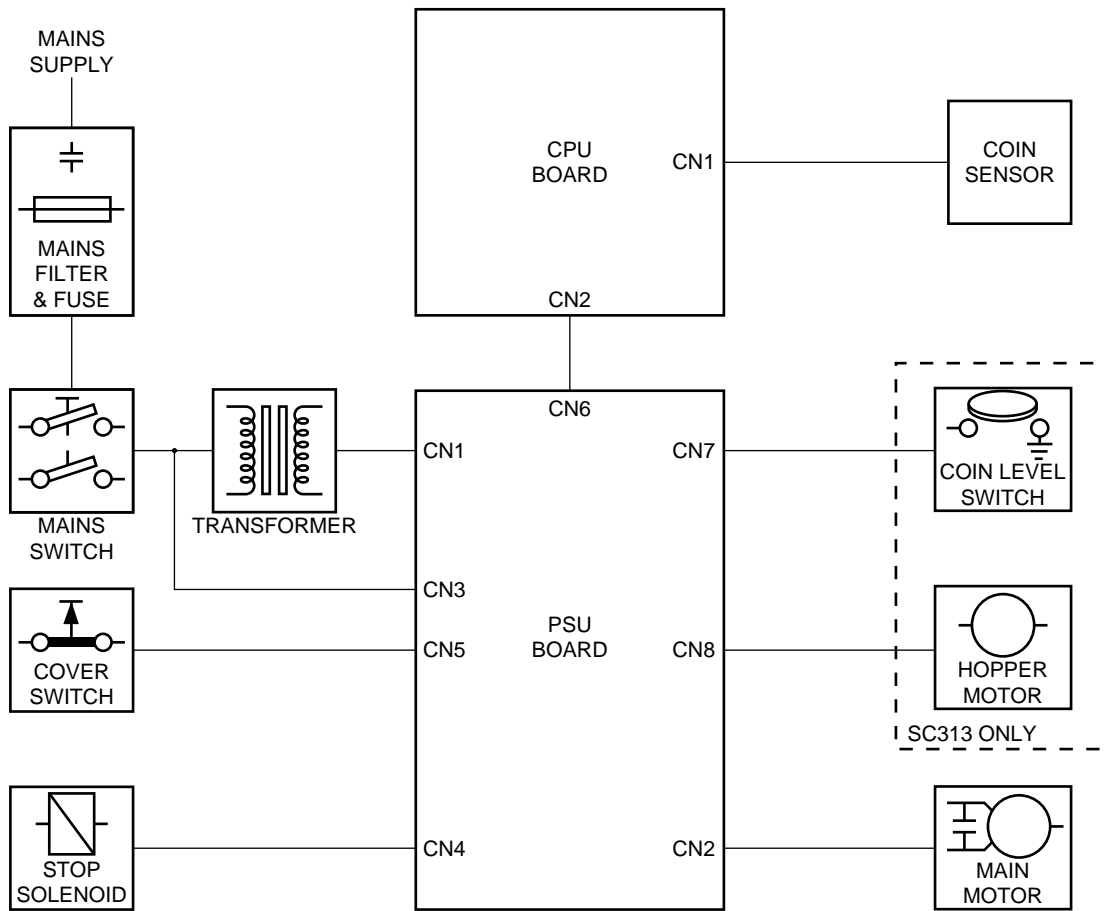 MAINS
SUPPLY
MAINS
FILTER
& FUSE
CPU
BOARD
CN1
CN2
COIN
SENSOR
MAINS
SWITCH
TRANSFORMER
CN6
CN1
CN7
COIN LEVEL
SWITCH
CN3
PSU
BOARD
COVER
SWITCH
CN5
CN8
HOPPER
MOTOR
SC313 ONLY
STOP
SOLENOID
CN4
CN2
MAIN
MOTOR